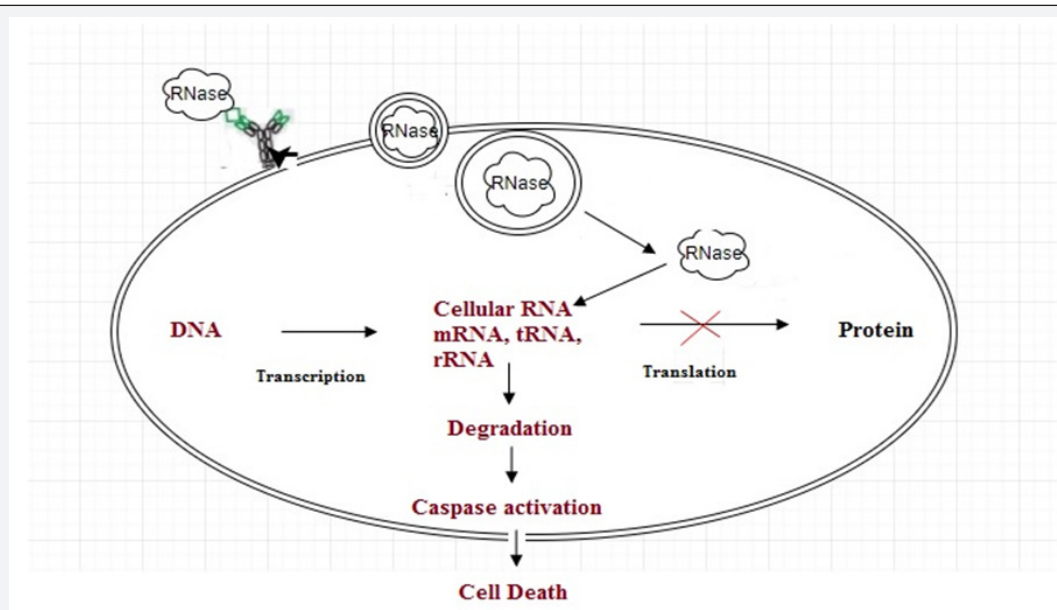 RNase
RNase
RNase
RNase
Cellular RNA
mRNA, tRNA,
rRNA
DNA
Protein
Transcription
Translation
Degradation
Caspase activation
Cell Death